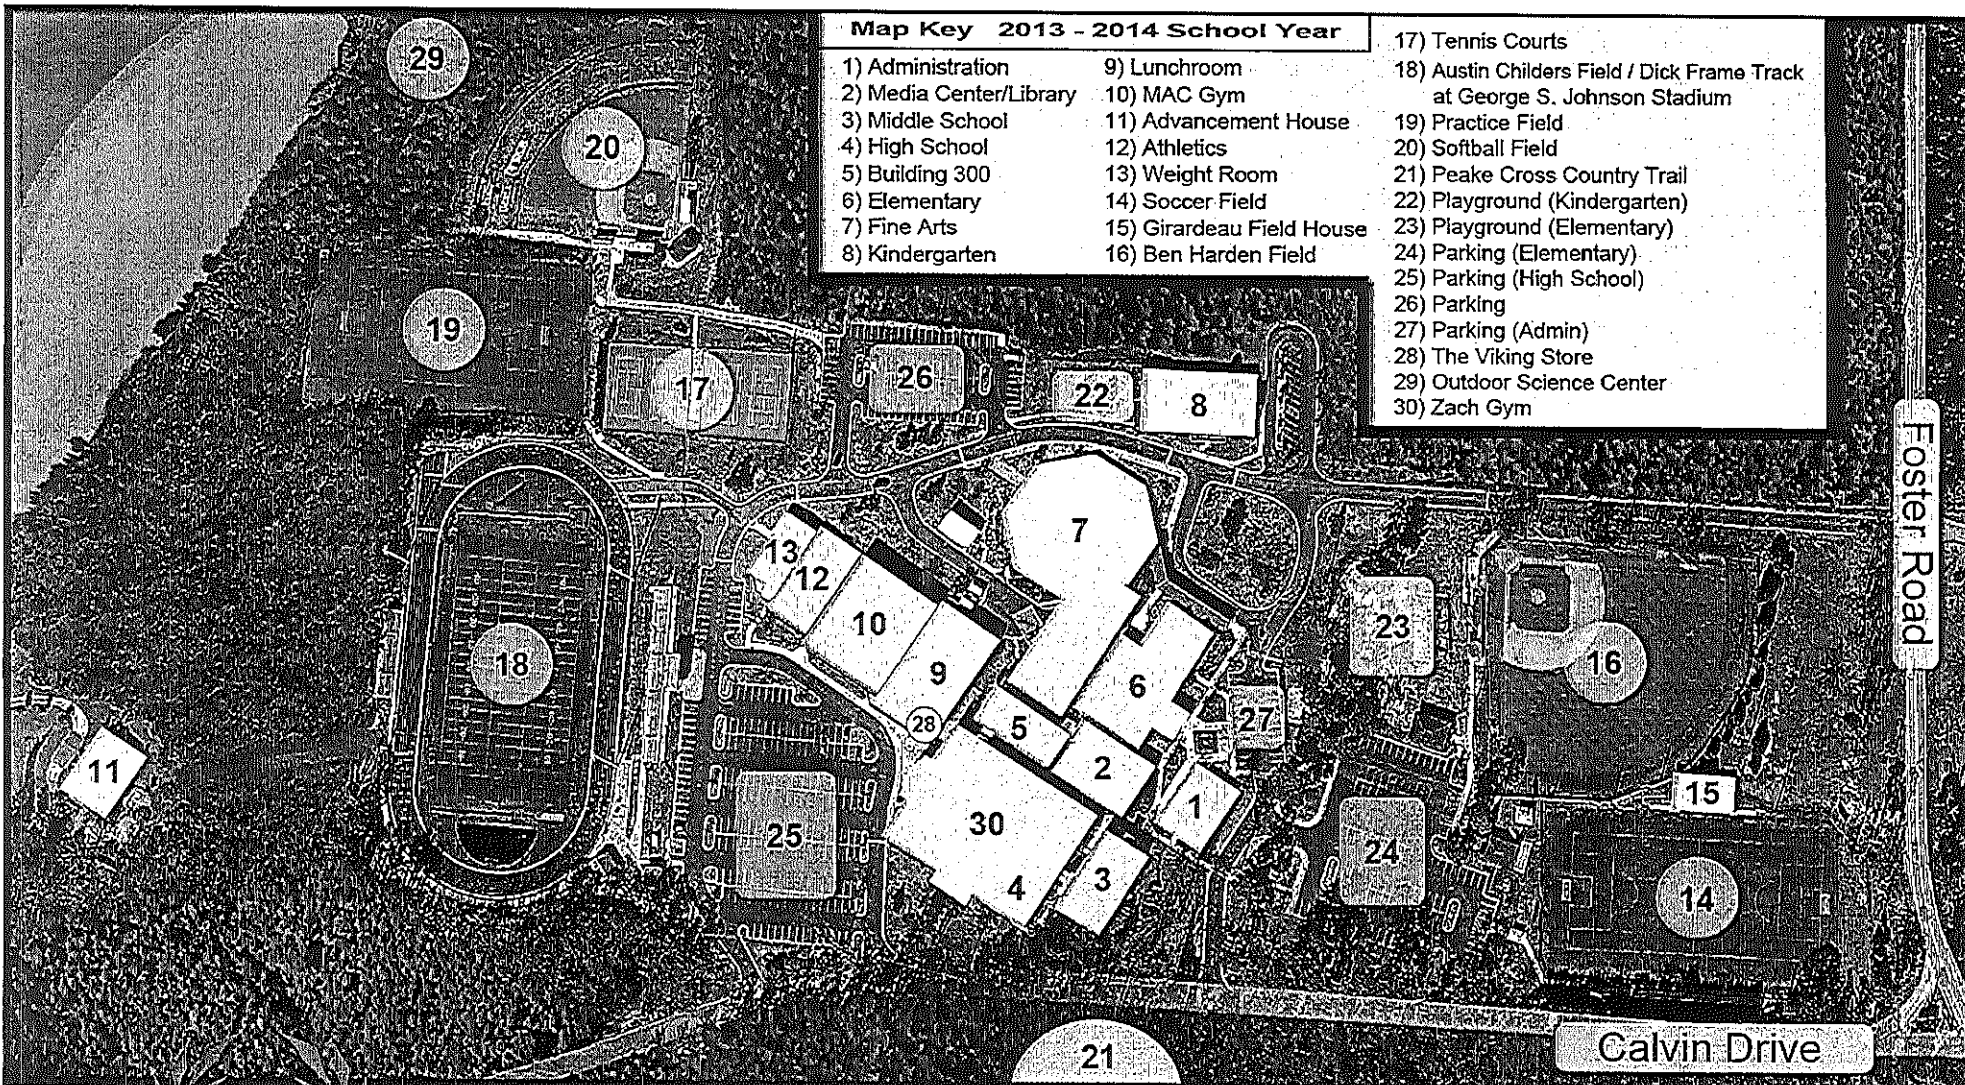 Map Key 2013 - 2014 School Year
1) Administration
2) Media Center/Library
3) Middle School
4) High School
5) Building 300
6) Elementary
7) Fine Arts
8) Kindergarten
9) Lunchroom
10) MAC Gym
11) Advancement House
12) Athletics
13) Weight Room
14) Soccer Field
15) Girardeau Field House
16) Ben Harden Field
17) Tennis Courts
18) Austin Childers Field / Dick Frame Track
at George S. Johnson Stadium
19) Practice Field
20) Softball Field
21) Peake Cross Country Trail
22) Playground (Kindergarten)
23) Playground (Elementary)
24) Parking (Elementary)
25) Parking (High School)
26) Parking
27) Parking (Admin)
28) The Viking Store
29) Outdoor Science Center
30) Zach Gym
29
20
19
17
26
22
8
7
13
12
10
9
28
5
6
27
23
16
18
11
2
1
15
30
25
4
3
24
14
21
Foster Road
Calvin Drive